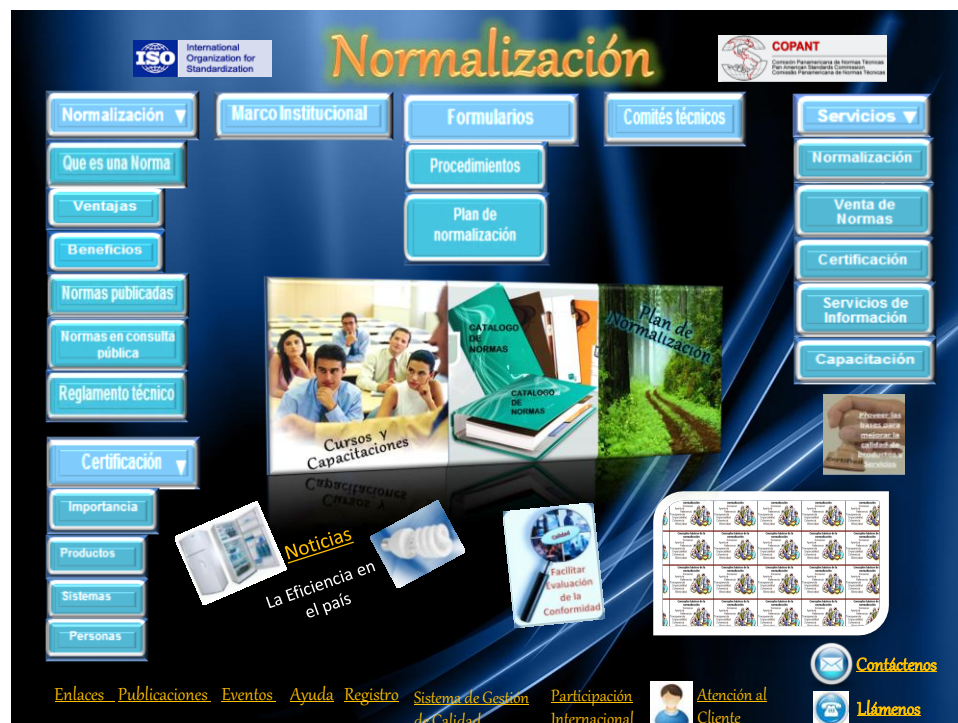 ISO
International
Organization for
Standardization
Normalización
COPANT
Comisión Panamericana de Normas Técnicas
Pan American Standards Commission
Comissão Panamericana de Normas Técnicas
Normalización
Marco Institucional
Formularios
Comités técnicos
Servicios
Que es una Norma
Ventajas
Beneficios
Normas publicadas
Normas en consulta
pública
Reglamento técnico
Procedimientos
Plan de
normalización
Normalización
Venta de
Normas
Certificación
Servicios de
Información
Capacitación
Cursos y
Capacitaciones
CATALOGO
DE
NORMAS
CATALOGO
DE
NORMAS
Plan de
Normalización
Proveer las
bases para
mejorar la
calidad de
productos y
Servicios
Certificación
Importancia
Productos
Sistemas
Personas
Noticias
La Eficiencia en
el país
Calidad
Facilitar
Evaluación
de la
Conformidad
Contáctenos
Llámenos
Enlaces
Publicaciones
Eventos
Ayuda
Registro
Sistema de Gestión
de Calidad
Participación
Internacional
Atención al
Cliente